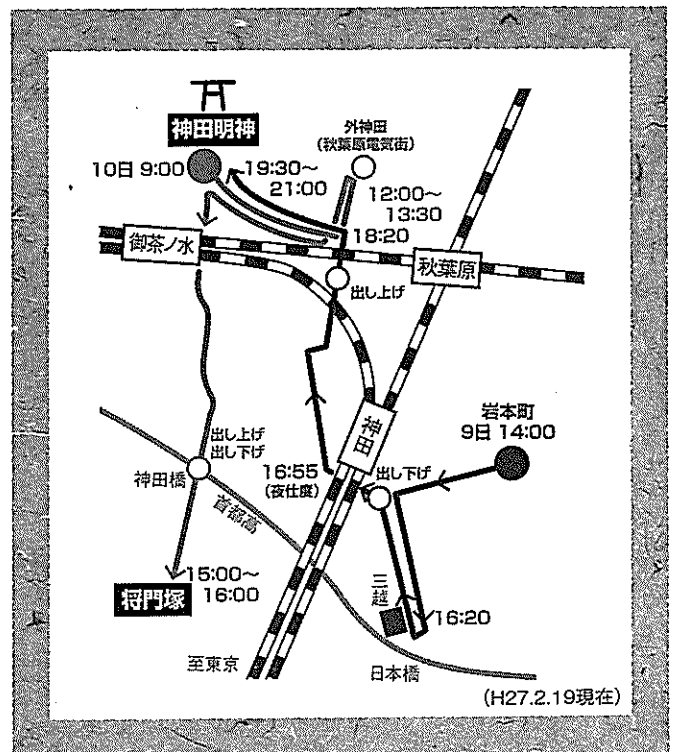 神田明神
10日 9:00
19:30～
21:00
外神田
(秋葉原電気街)
12:00～
13:30
18:20
御茶ノ水
秋葉原
出し上げ
神田
岩本町
9日 14:00
出し上げ
出し下げ
神田橋
16:55
(夜仕度)
出し下げ
首都高
15:00～
16:00
将門塚
三越
16:20
至東京
日本橋
(H27.2.19現在)